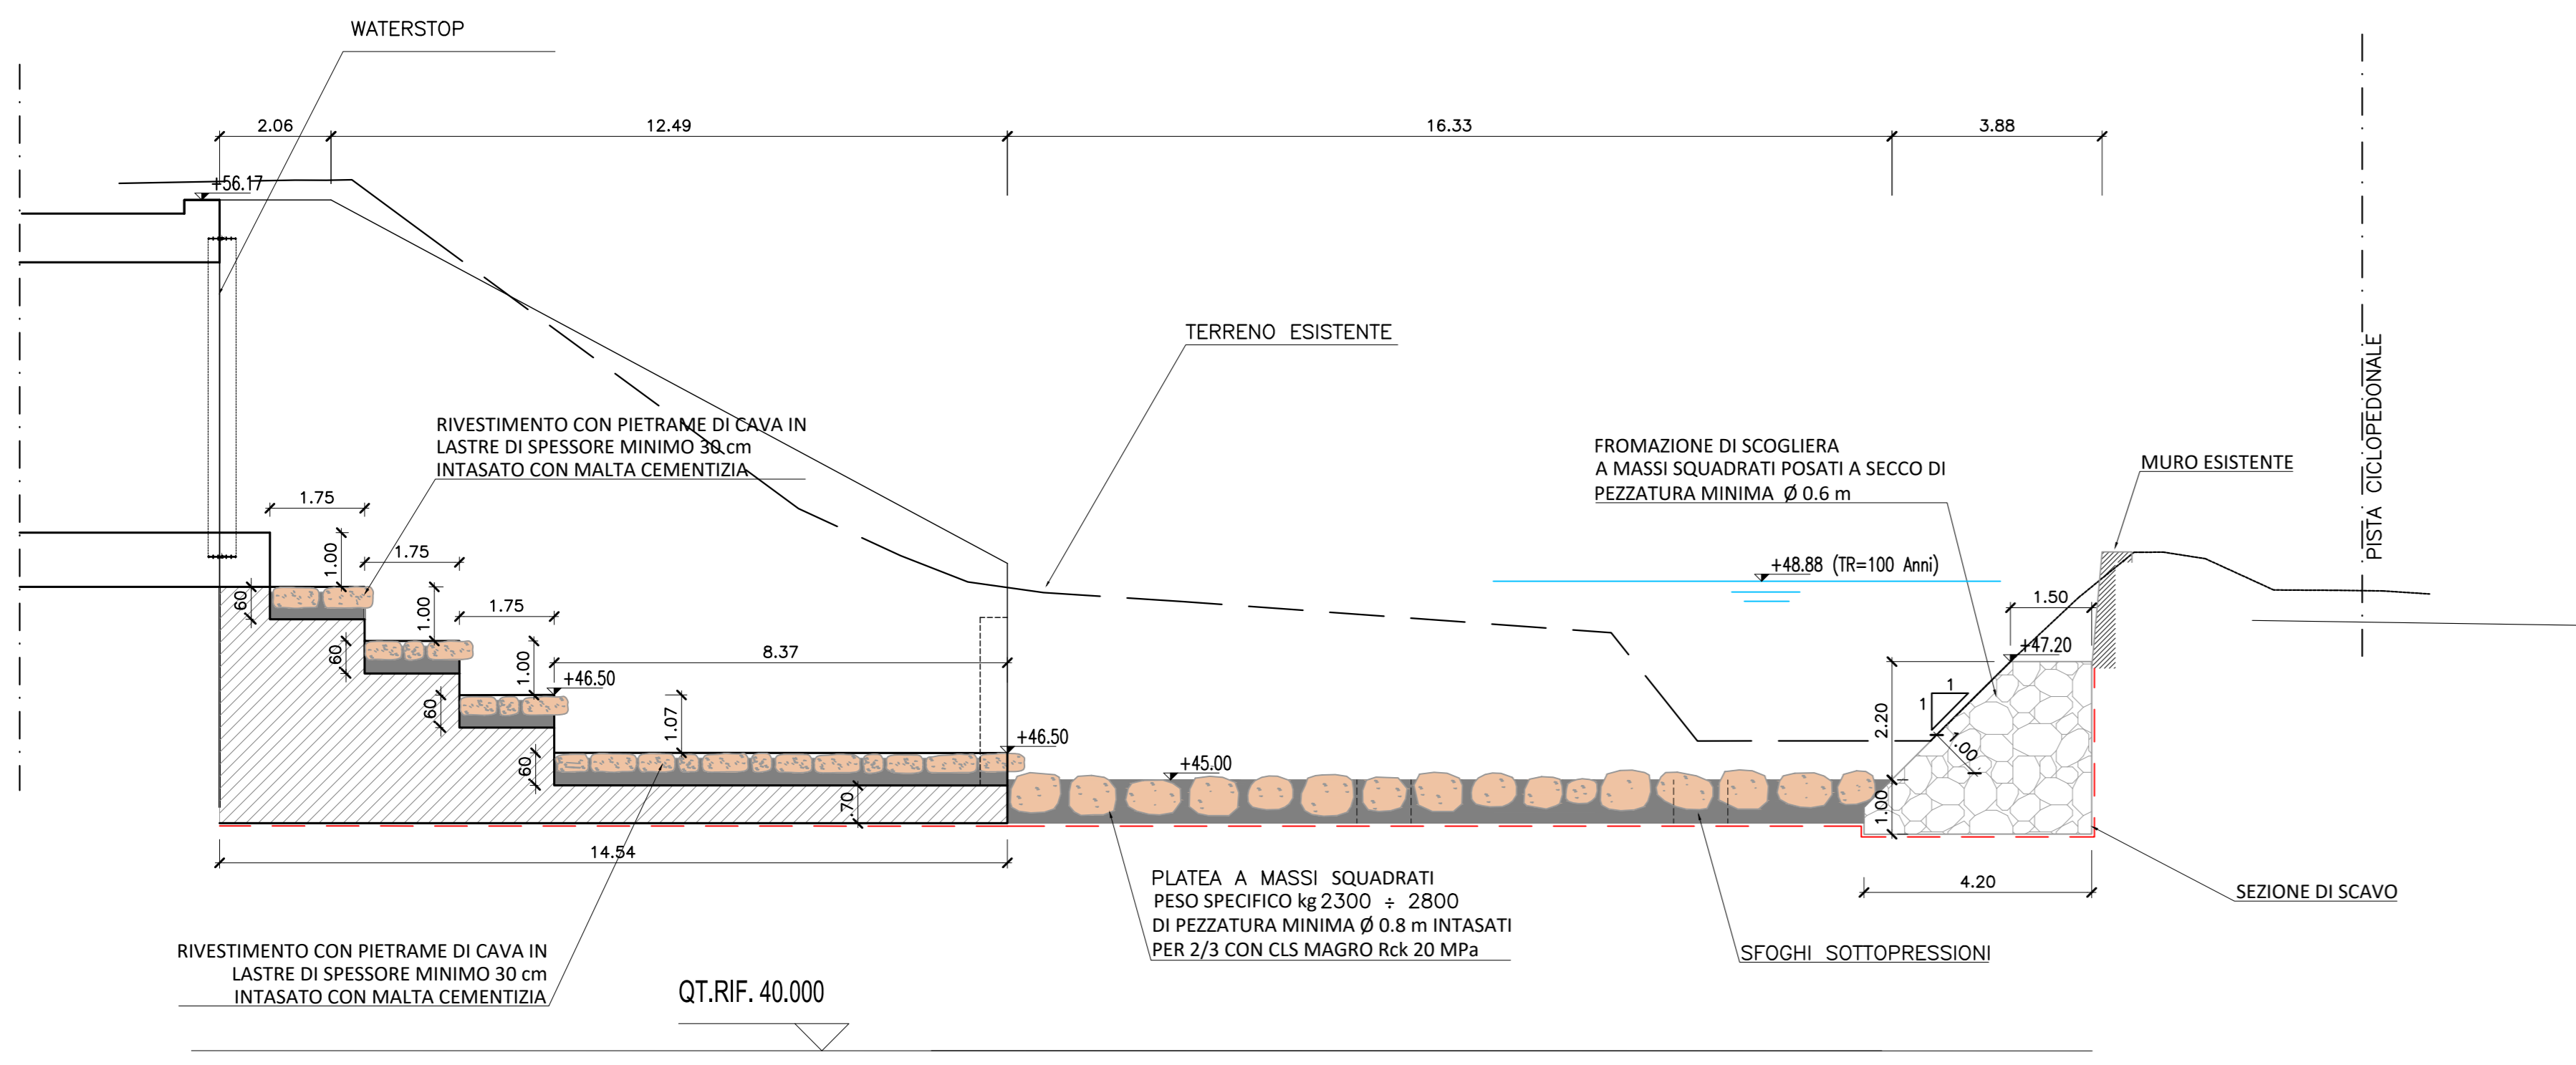 WATERSTOP
2.06
12.49
16.33
3.88
+56.17
TERRENO ESISTENTE
PISTA CICLOPEDONALE
RIVESTIMENTO CON PIETRAME DI CAVA IN
LASTRE DI SPESSORE MINIMO 30 cm
INTASATO CON MALTA CEMENTIZIA
FROMAZIONE DI SCOGLIERA
A MASSI SQUADRATI POSATI A SECCO DI
PEZZATURA MINIMA Ø 0.6 m
MURO ESISTENTE
1.75
1.00
1.75
+48.88 (TR=100 Anni)
60
1.00
1.75
1.50
60
1.00
8.37
+47.20
+46.50
60
1.07
1
1
2.20
1.00
+46.50
60
+45.00
.70
1.00
14.54
4.20
PLATEA A MASSI SQUADRATI
PESO SPECIFICO kg 2300 ÷ 2800
DI PEZZATURA MINIMA Ø 0.8 m INTASATI
PER 2/3 CON CLS MAGRO Rck 20 MPa
SEZIONE DI SCAVO
SFOGHI SOTTOPRESSIONI
RIVESTIMENTO CON PIETRAME DI CAVA IN
LASTRE DI SPESSORE MINIMO 30 cm
INTASATO CON MALTA CEMENTIZIA
QT.RIF. 40.000